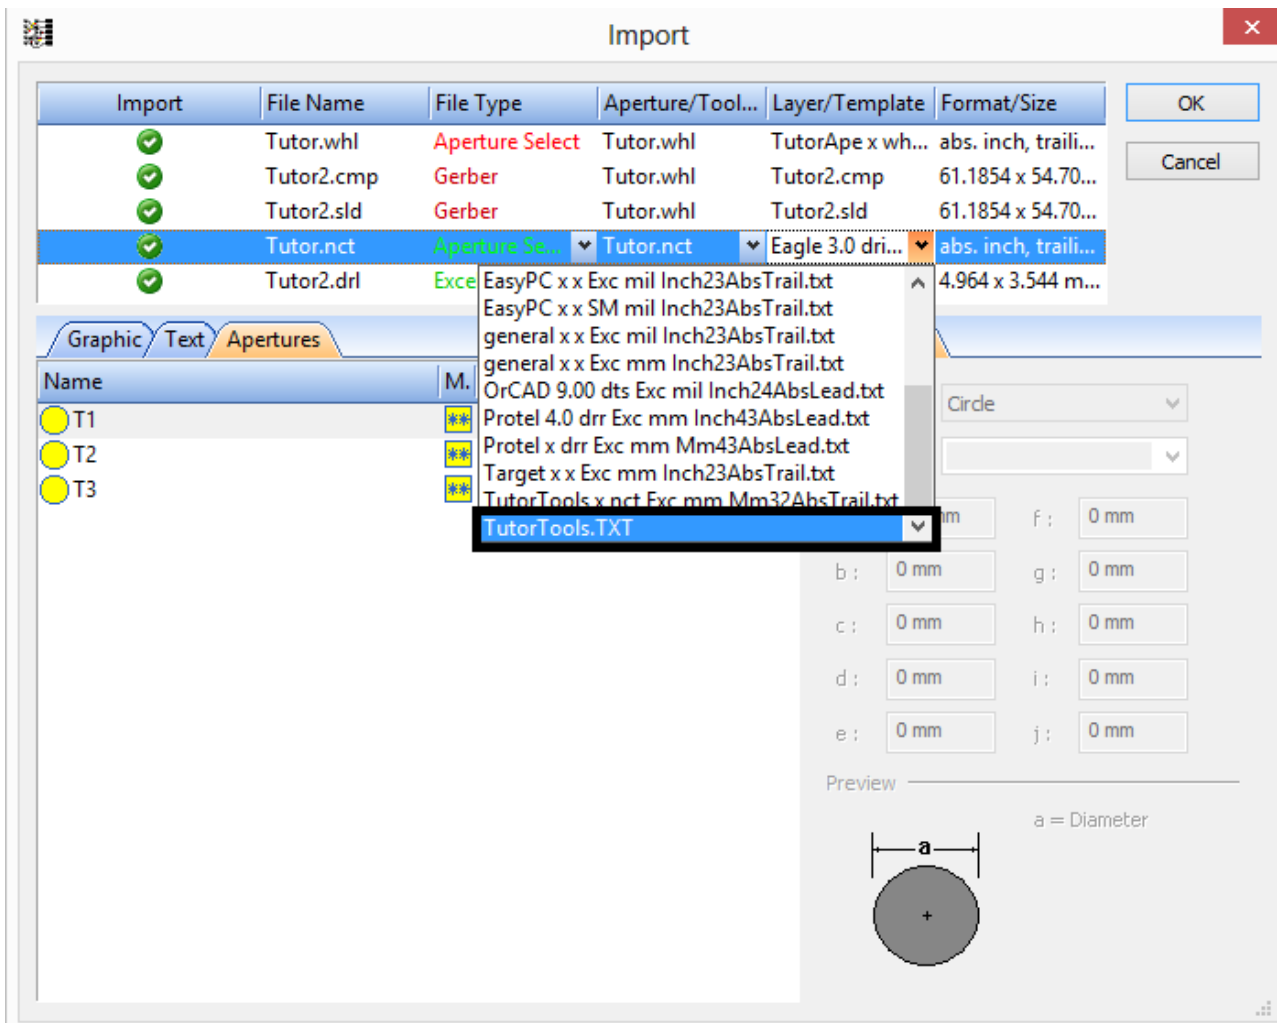 Import
Import File Name File Type Aperture/Tool... Layer/Template Format/Size OK
Tutor.whl Aperture Select Tutor.whl TutorApe x wh... abs. inch, traili...
Cancel
Tutor2.cmp Gerber Tutor.whl Tutor2.cmp 61.1854 x 54.70...
Tutor2.sld Gerber Tutor.whl Tutor2.sld 61.1854 x 54.70...
Tutor.nct Aperture Se... Tutor.nct Eagle 3.0 dri... abs. inch, traili...
Tutor2.drl Exce 4.964 x 3.544 m...
EasyPC x x Exc mil Inch23AbsTrail.txt
EasyPC x x SM mil Inch23AbsTrail.txt
general x x Exc mil Inch23AbsTrail.txt
general x x Exc mm Inch23AbsTrail.txt
OrCAD 9.00 dts Exc mil Inch24AbsLead.txt
Protel 4.0 drr Exc mm Inch43AbsLead.txt
Protel x drr Exc mm Mm43AbsLead.txt
Target x x Exc mm Inch23AbsTrail.txt
TutorTools x nct Exc mm Mm32AbsTrail.txt
TutorTools.TXT
Graphic Text Apertures
Name M.
T1 **
T2 **
T3 **
Circle
f : 0 mm
b : 0 mm g : 0 mm
c : 0 mm h : 0 mm
d : 0 mm i : 0 mm
e : 0 mm j : 0 mm
Preview
a = Diameter
a